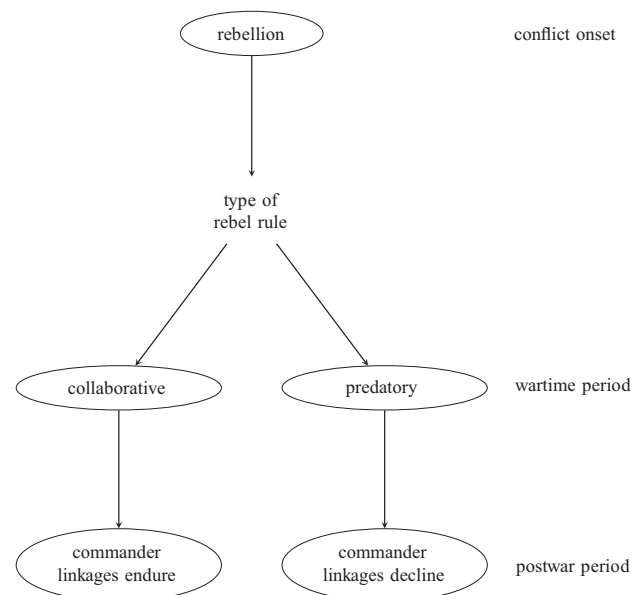 rebellion
conflict onset
type of
rebel rule
collaborative
predatory
wartime period
commander
linkages endure
commander
linkages decline
postwar period